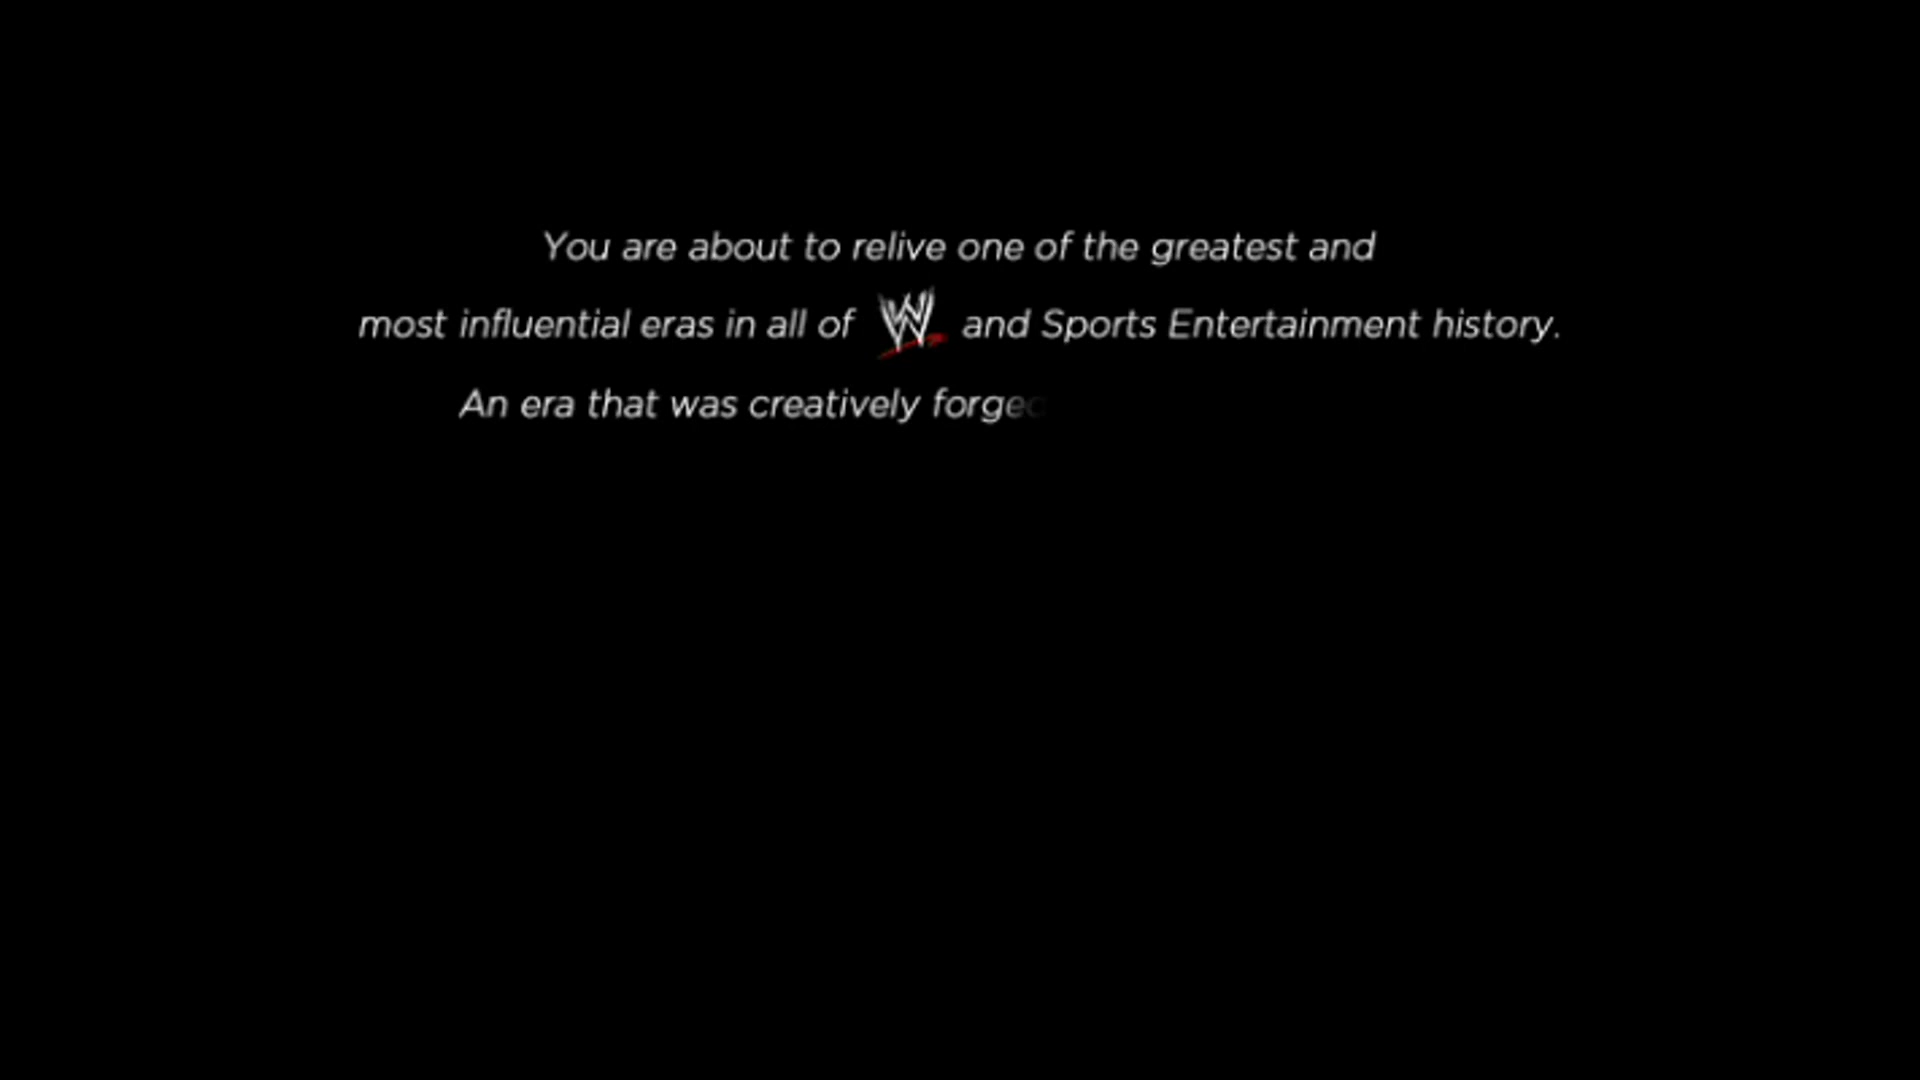 You are about to relive one of the greatest and
most influential eras in all of W and Sports Entertainment history.
An era that was creatively forged